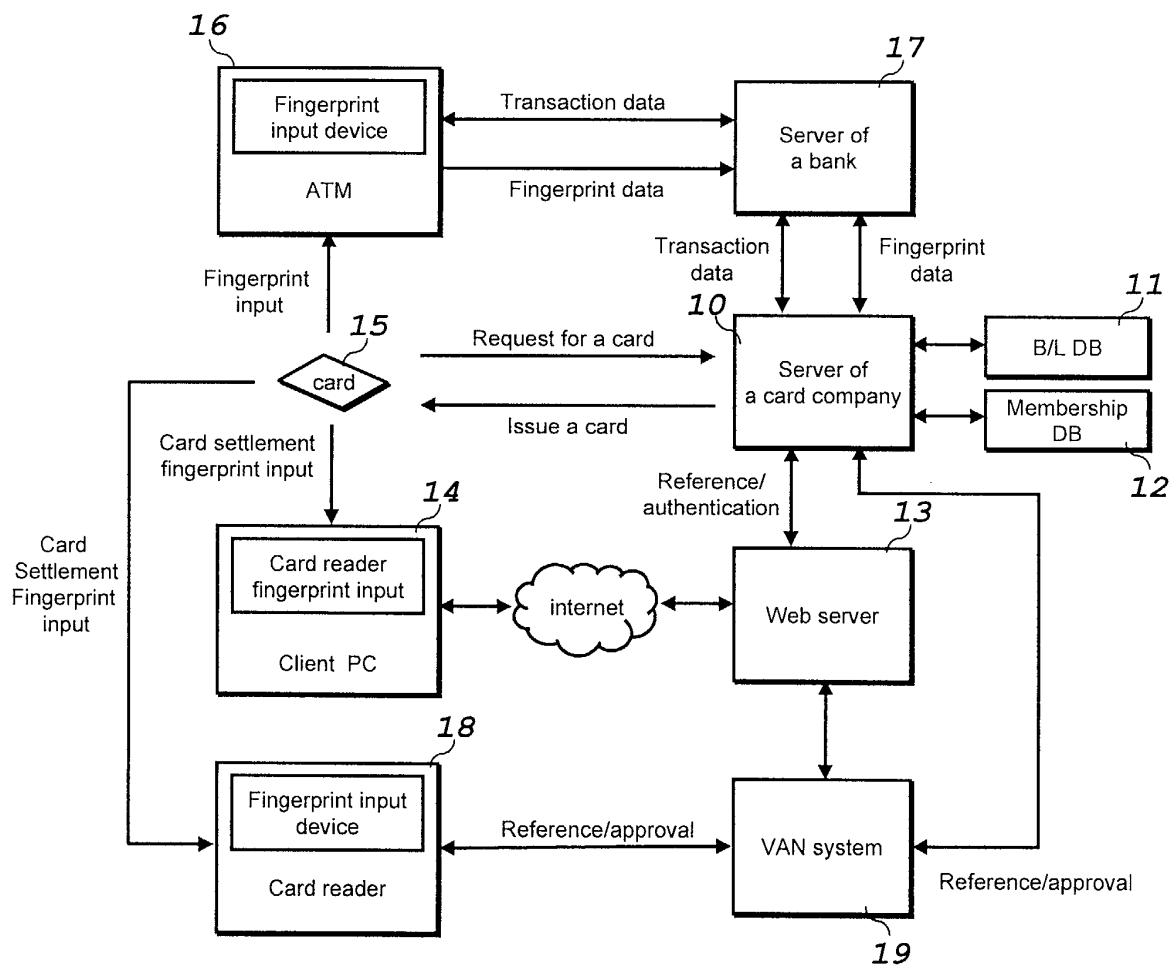 16
Fingerprint
input device
ATM
Transaction data
Fingerprint data
17
Server of
a bank
Transaction
data
Fingerprint
data
Fingerprint
input
15
card
Request for a card
Issue a card
10
Server of
a card company
11
B/L DB
Membership
DB
12
Card settlement
fingerprint input
Reference/
authentication
14
Card reader
fingerprint input
Client PC
internet
13
Web server
Card
Settlement
Fingerprint
input
18
Fingerprint input
device
Card reader
Reference/approval
VAN system
19
Reference/approval